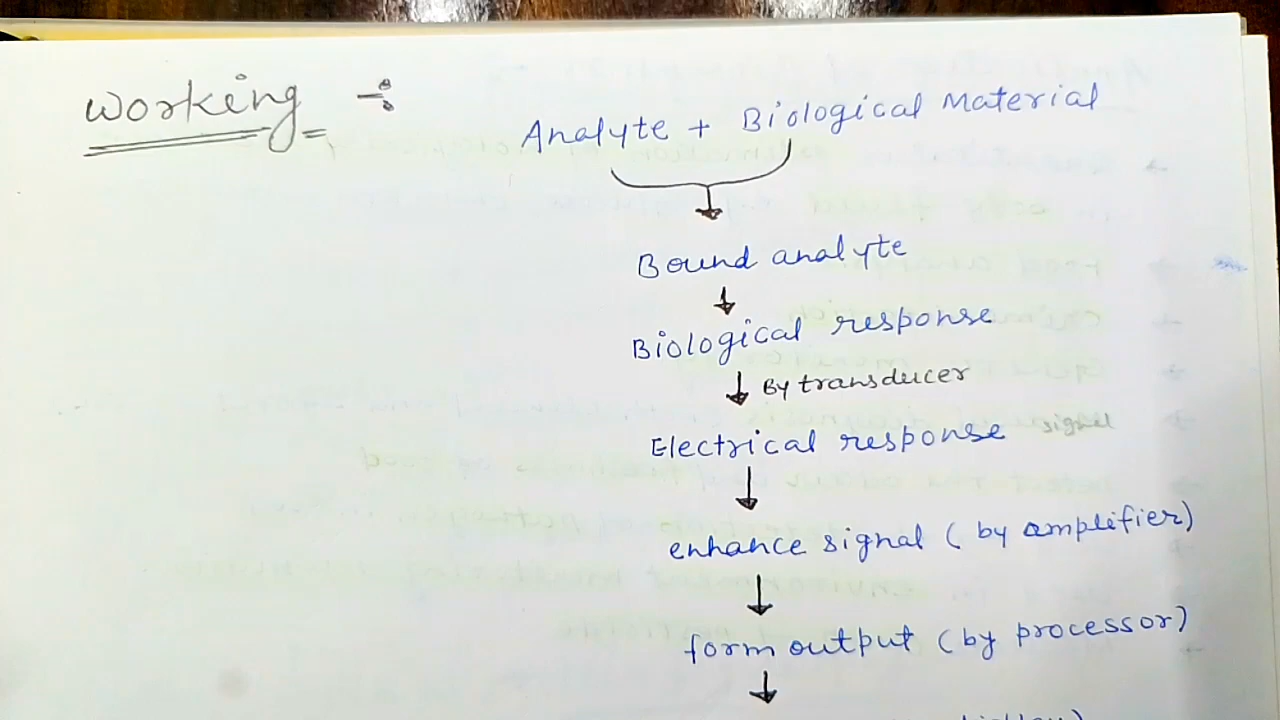 Working :-
Analyte + Biological Material
↓
Bound analyte
↓
Biological response
↓ By transducer
Electrical response signal
↓
enhance signal (by amplifier)
↓
form output (by processor)
↓